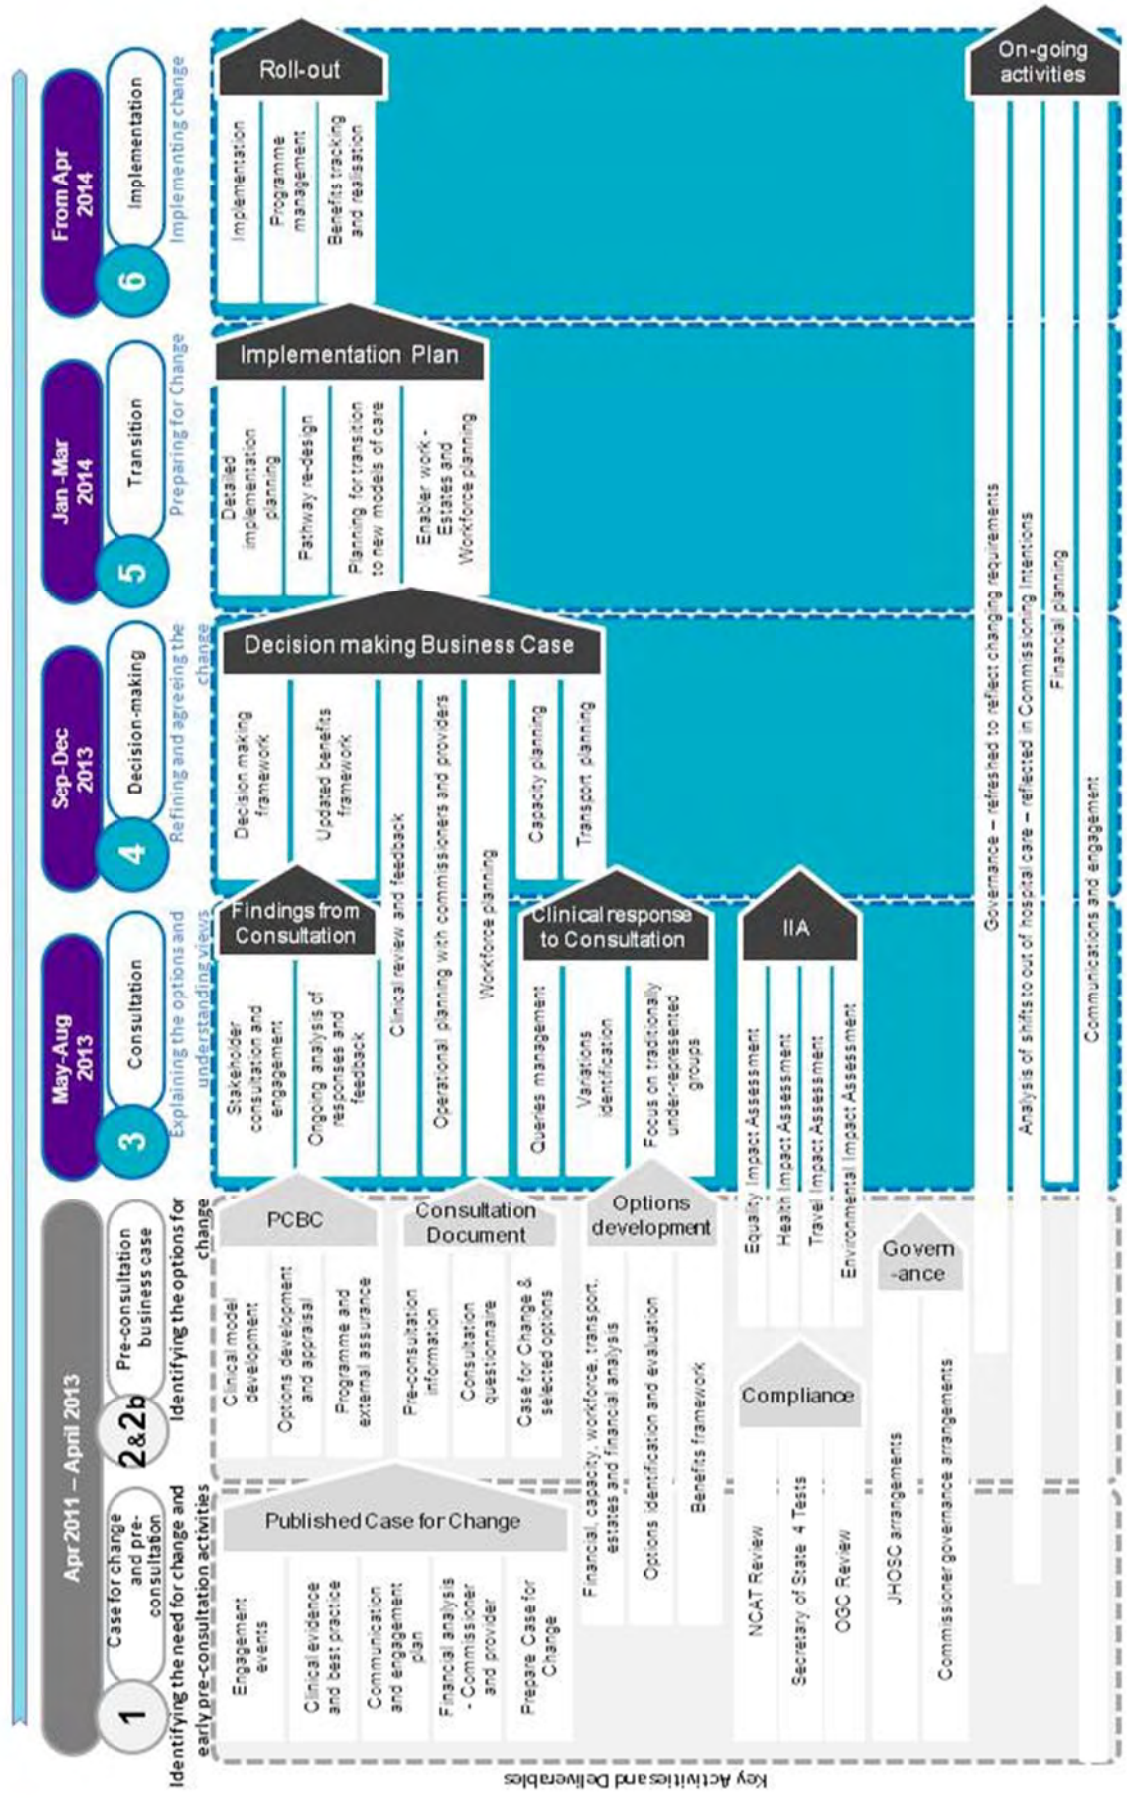 Apr 2011 – April 2013
May-Aug
2013
Sep-Dec
2013
Jan -Mar
2014
From Apr
2014
1
Case for change
and pre-
consultation
2&2b
Pre-consultation
business case
3
Consultation
4
Decision-making
5
Transition
6
Implementation
Identifying the need for change and
early pre-consultation activities
Identifying the options for
change
Explaining the options and
understanding views
Refining and agreeing the
change
Preparing for Change
Implementing change
Key Activities and Deliverables
Engagement
events
Clinical evidence
and best practice
Communication
and engagement
plan
Financial analysis
- Commissioner
and provider
Prepare Case for
Change
Published Case for Change
Clinical model
development
Options development
and appraisal
Programme and
external assurance
PCBC
Pre-consultation
information
Consultation
questionnaire
Case for Change &
selected options
Consultation
Document
Financial, capacity, workforce, transport,
estates and financial analysis
Options identification and evaluation
Benefits framework
Options
development
NCAT Review
Secretary of State 4 Tests
OGC Review
Compliance
JHOSC arrangements
Commissioner governance arrangements
Govern
-ance
Stakeholder
consultation and
engagement
Ongoing analysis of
responses and
feedback
Findings from
Consultation
Clinical review and feedback
Operational planning with commissioners and providers
Workforce planning
Queries management
Variations
identification
Focus on traditionally
under-represented
groups
Clinical response
to Consultation
Equality Impact Assessment
Health Impact Assessment
Travel Impact Assessment
Environmental Impact Assessment
IIA
Decision making
framework
Updated benefits
framework
Capacity planning
Transport planning
Decision making Business Case
Detailed
implementation
planning
Pathway re-design
Planning for transition
to new models of care
Enabler work -
Estates and
Workforce planning
Implementation Plan
Implementation
Programme
management
Benefits tracking
and realisation
Roll-out
Governance – refreshed to reflect changing requirements
Analysis of shifts to out of hospital care – reflected in Commissioning Intentions
Financial planning
Communications and engagement
On-going
activities